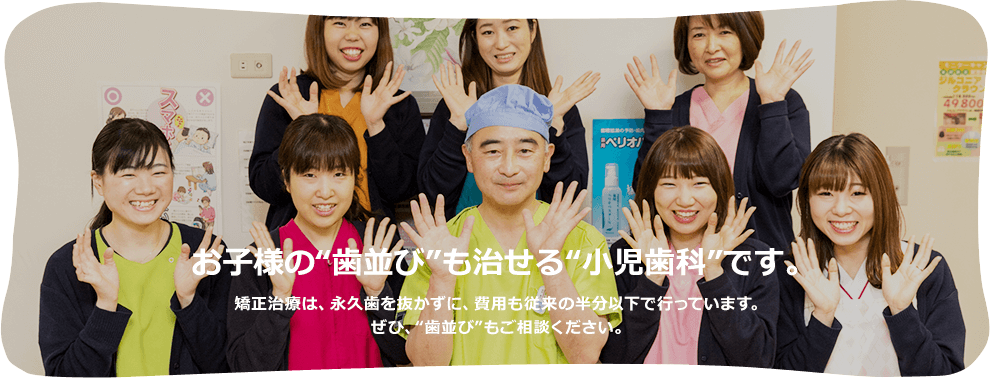 スマホ
ペリオバ
ジルコニア
クラウン
49800
お子様の“歯並び”も治せる“小児歯科”です。
矯正治療は、永久歯を抜かずに、費用も従来の半分以下で行っています。
ぜひ、“歯並び”もご相談ください。